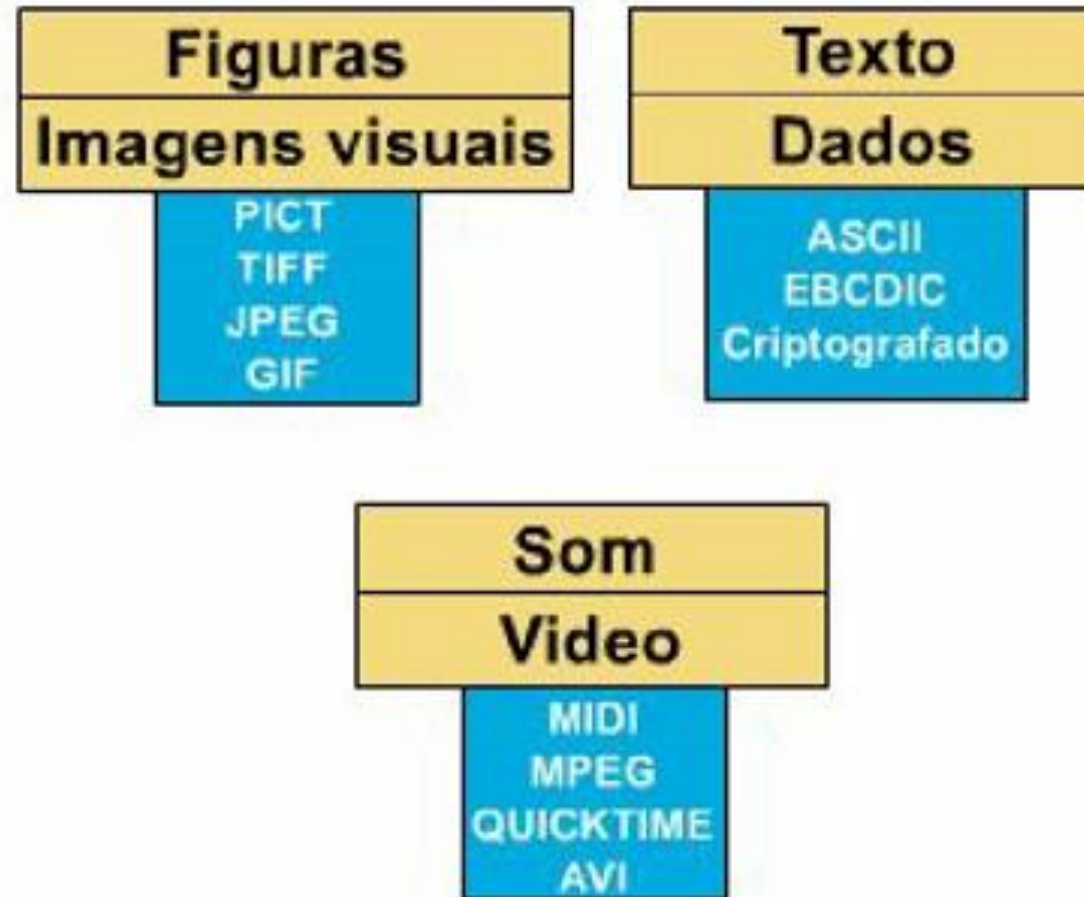 Figuras
Imagens visuais
PICT
TIFF
JPEG
GIF
Texto
Dados
ASCII
EBCDIC
Criptografado
Som
Video
MIDI
MPEG
QUICKTIME
AVI